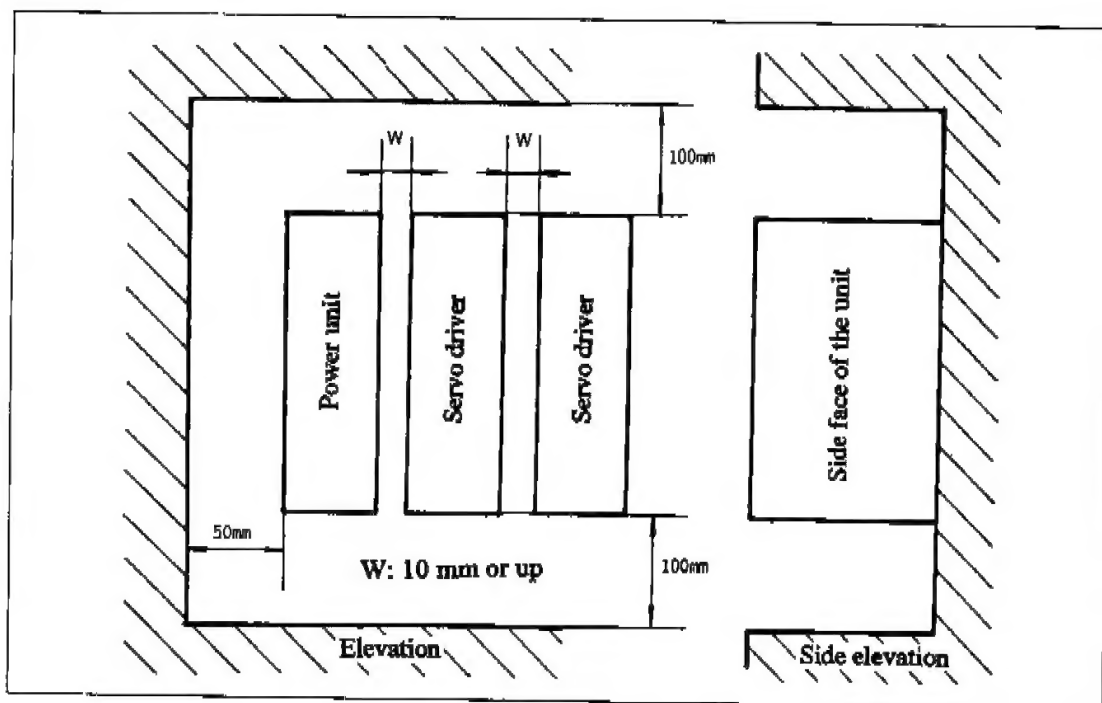 W
W
100mm
Power unit
Servo driver
Servo driver
Side face of the unit
50mm
W: 10 mm or up
100mm
Elevation
Side elevation